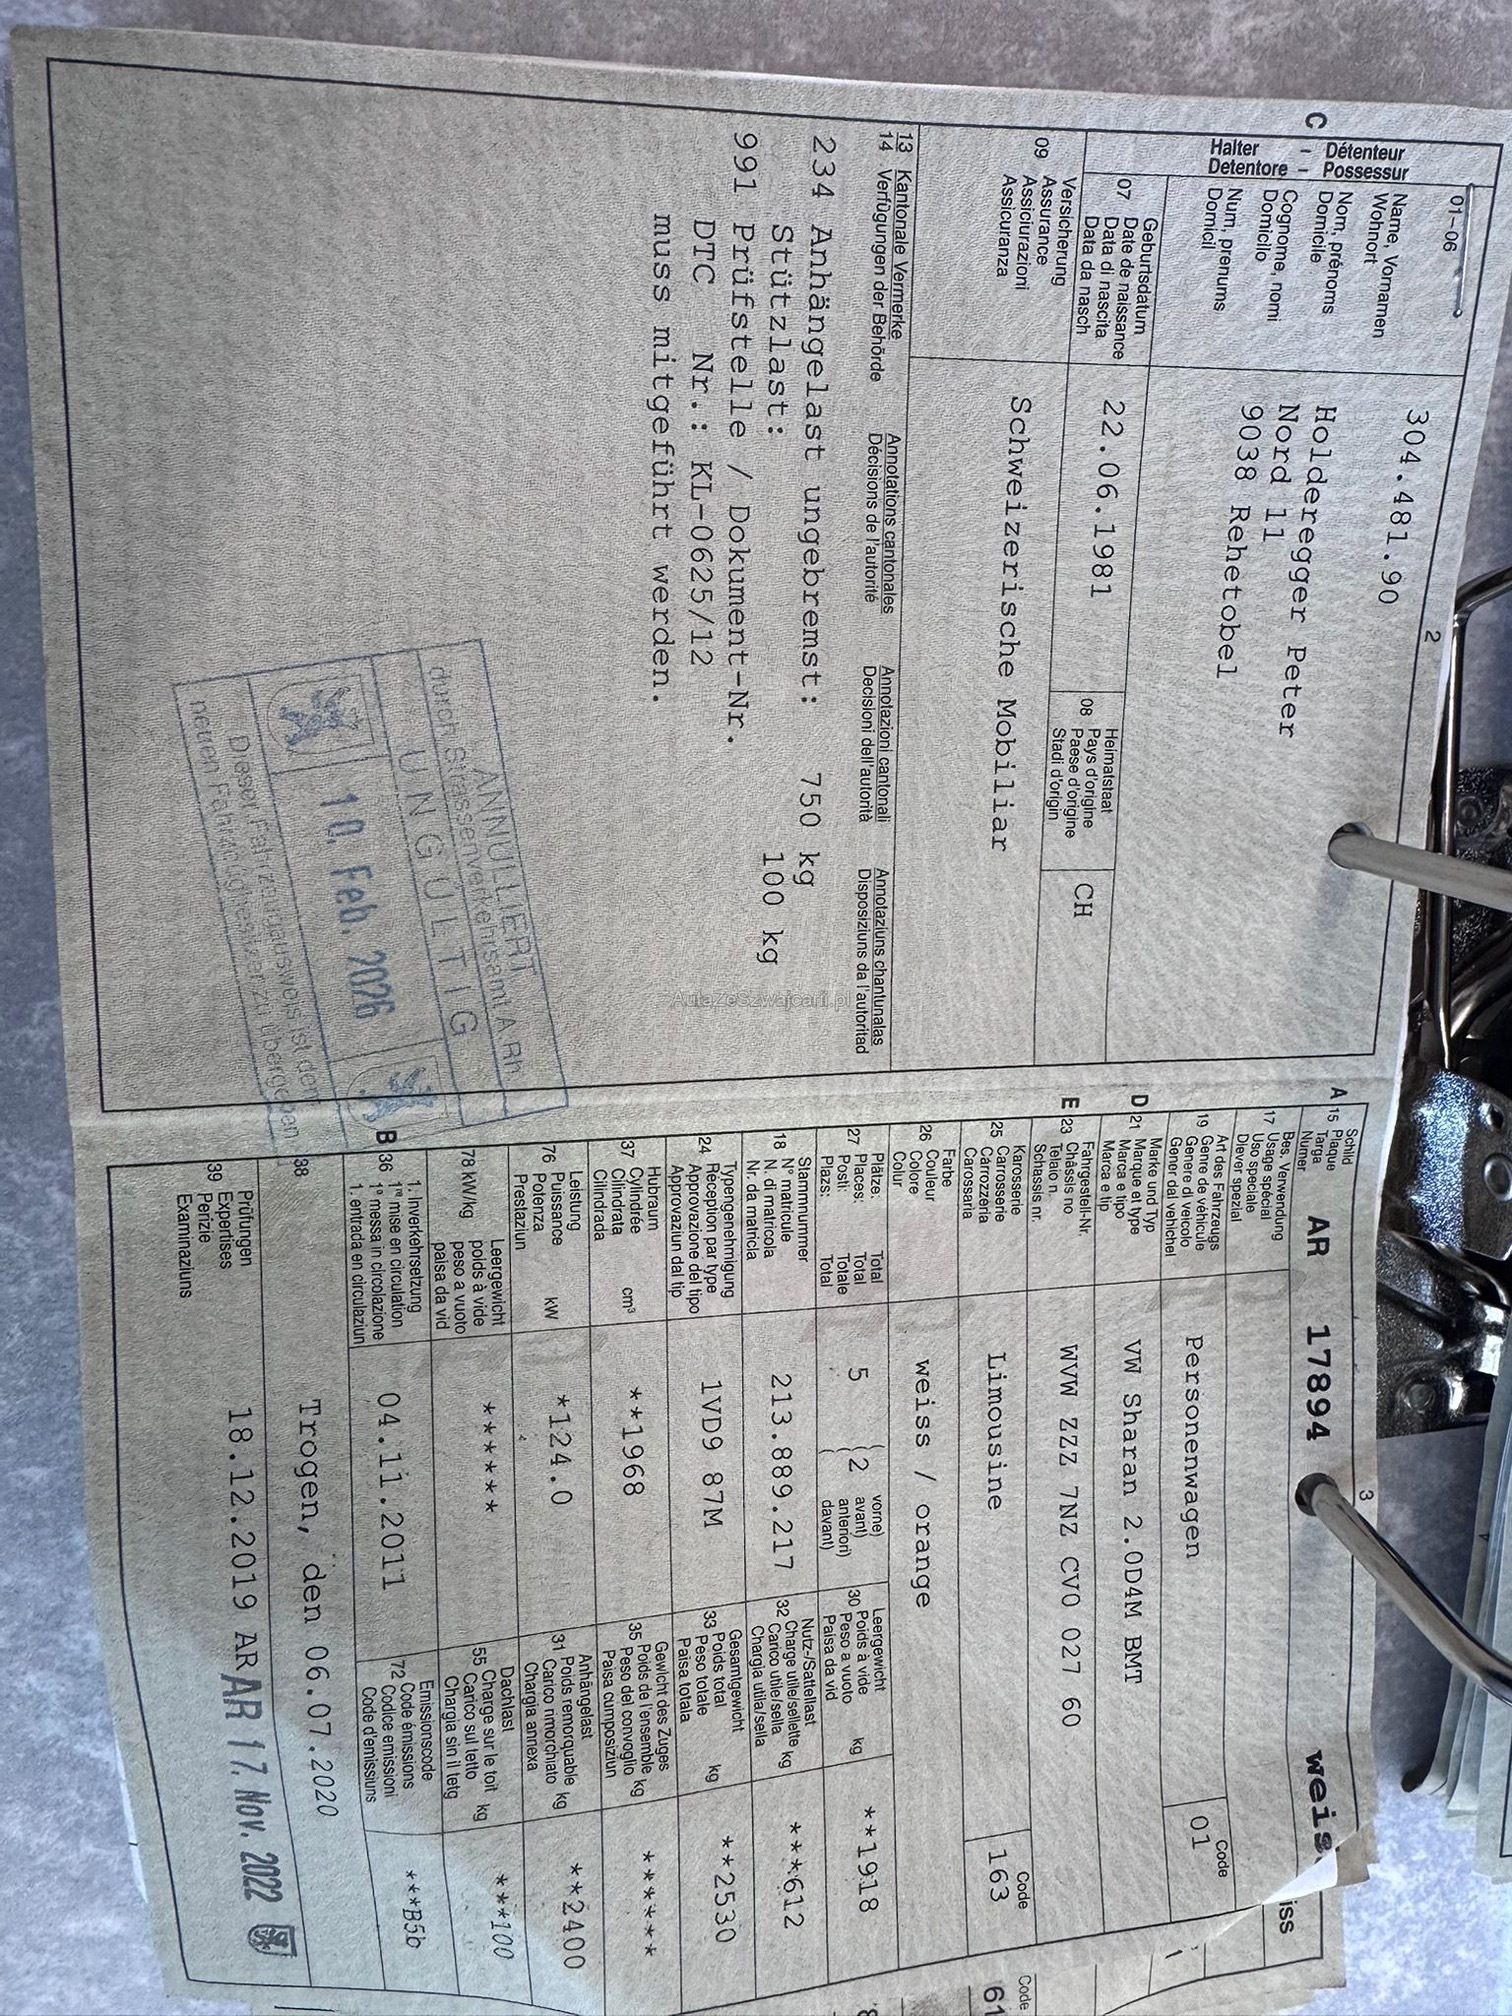 01-06
2
C
Halter - Détenteur
Detentore - Possessur
Name, Vornamen
Wohnort
Nom, prénoms
Domicile
Cognome, nomi
Domicilo
Num, prenums
Domicil
304.481.90
Holderegger Peter
Nord 11
9038 Rehetobel
07
Geburtsdatum
Date de naissance
Data di nascita
Data da nasch
22.06.1981
08
Heimatstaat
Pays d'origine
Paese d'origine
Stadi d'origin
CH
09
Versicherung
Assurance
Assiciurazioni
Assicuranza
Schweizerische Mobiliar
13 Kantonale Vermerke
14 Verfügungen der Behörde
Annotations cantonales
Décisions de l'autorité
Annotazioni cantonali
Decisioni dell'autorità
Annotaziuns chantunalas
Disposiziuns da l'autoritad
234 Anhängelast ungebremst: 750 kg
Stützlast: 100 kg
991 Prüfstelle / Dokument-Nr.
DTC Nr.: KL-0625/12
muss mitgeführt werden.
ANNULLIERT
durch Strassenverkehrsamt ARh
UNGÜLTIG
10. Feb. 2026
Dieser Fahrzeugausweis ist dem
neuen Fahrzeughalter zu übergeben
AutaZeSzwajcarii.pl
3
A 15
Schild
Plaque
Targa
Numer
AR 17894
17
Bes. Verwendung
Usage spécial
Uso speciale
Diever spezial
19
Art des Fahrzeugs
Genre de véhicule
Genere di veicolo
Gener dal vehichel
Personenwagen
Code
01
D 21
Marke und Typ
Marque et type
Marca e tipo
Marca e tip
VW Sharan 2.0D4M BMT
E 23
Fahrgestell-Nr.
Châssis no
Telaio n.
Schassis nr.
WVW ZZZ 7NZ CV0 027 60
25
Karosserie
Carrosserie
Carrozzeria
Carossaria
Limousine
Code
163
26
Farbe
Couleur
Colore
Colur
weiss / orange
27
Plätze: Total
Places: Total
Posti: Totale
Plazs: Total
5
(2
vorne)
avant)
anteriori)
davant)
30
Leergewicht
Poids à vide
Peso a vuoto
Paisa da vid
kg
**1918
18
Stammnummer
N° matricule
N. di matricola
Nr. da matricla
213.889.217
32
Nutz-/Sattellast
Charge utile/sellette
Carico utile/sella
Chargia utila/sella
kg
***612
24
Typengenehmigung
Réception par type
Approvazione del tipo
Approvaziun dal tip
1VD9 87M
33
Gesamtgewicht
Poids total
Peso totale
Paisa totala
kg
**2530
37
Hubraum
Cylindrée
Cilindrata
Cilindrada
cm³
**1968
35
Gewicht des Zuges
Poids de l'ensemble
Peso del convoglio
Paisa cumposiziun
kg
******
76
Leistung
Puissance
Potenza
Prestaziun
kW
*124.0
31
Anhängelast
Poids remorquable
Carico rimorchiato
Chargia annexa
kg
**2400
78 kW/kg
Leergewicht
poids à vide
peso a vuoto
paisa da vid
******
55
Dachlast
Charge sur le toit
Carico sul tetto
Chargia sin il tetg
kg
***100
B 36
1. Inverkehrsetzung
1re mise en circulation
1a messa in circolazione
1. entrada en circulaziun
04.11.2011
72
Emissionscode
Code émissions
Codice emissioni
Code d'emissiuns
***B5b
38
Trogen, den 06.07.2020
39
Prüfungen
Expertises
Perizie
Examinaziuns
18.12.2019 AR
AR 17. Nov. 2022
iss
Code
61